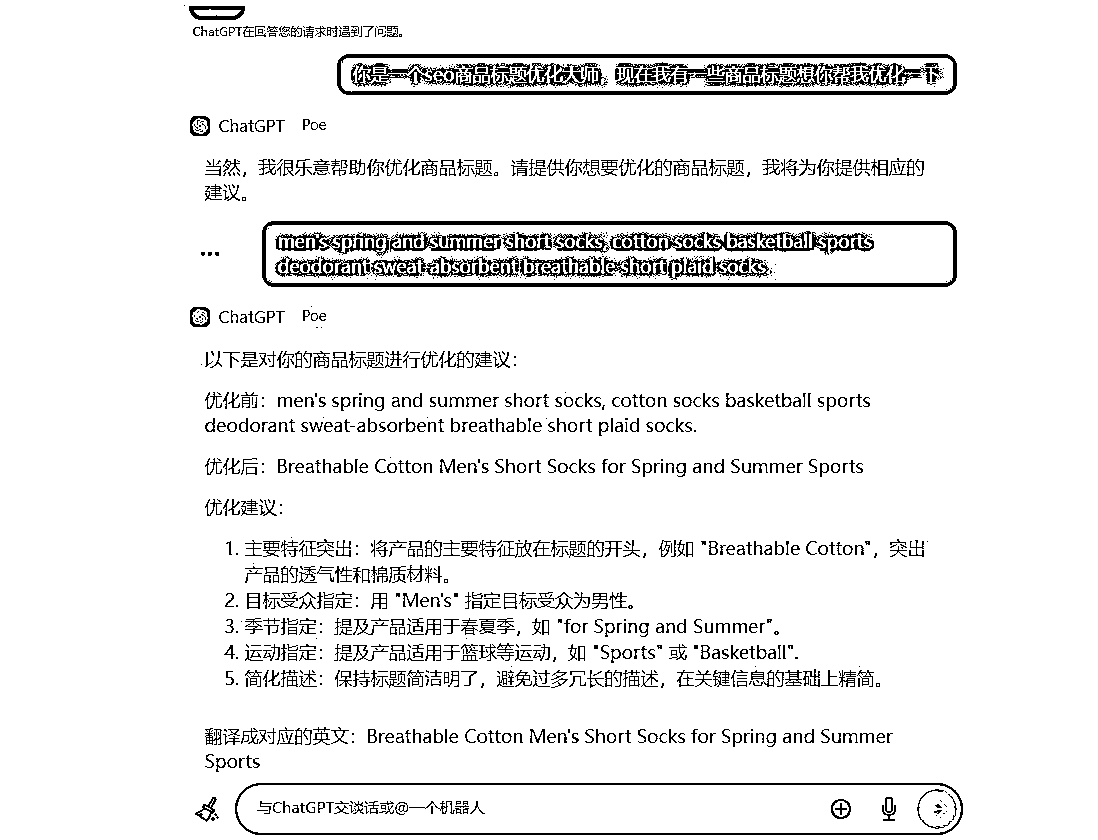 ChatGPT在回答您的请求时遇到了问题。
你是一个seo商品标题优化大师，现在我有一些商品标题想你帮我优化一下
ChatGPT Poe
当然，我很乐意帮助你优化商品标题。请提供你想要优化的商品标题，我将为你提供相应的
建议。
men's spring and summer short socks, cotton socks basketball sports
deodorant sweat-absorbent breathable short plaid socks.
ChatGPT Poe
以下是对你的商品标题进行优化的建议：
优化前：men's spring and summer short socks, cotton socks basketball sports
deodorant sweat-absorbent breathable short plaid socks.
优化后：Breathable Cotton Men's Short Socks for Spring and Summer Sports
优化建议：
1. 主要特征突出：将产品的主要特征放在标题的开头，例如 "Breathable Cotton"，突出
产品的透气性和棉质材料。
2. 目标受众指定：用 "Men's" 指定目标受众为男性。
3. 季节指定：提及产品适用于春夏季，如 "for Spring and Summer"。
4. 运动指定：提及产品适用于篮球等运动，如 "Sports" 或 "Basketball".
5. 简化描述：保持标题简洁明了，避免过多冗长的描述，在关键信息的基础上精简。
翻译成对应的英文：Breathable Cotton Men's Short Socks for Spring and Summer
Sports
与ChatGPT交谈话或@一个机器人